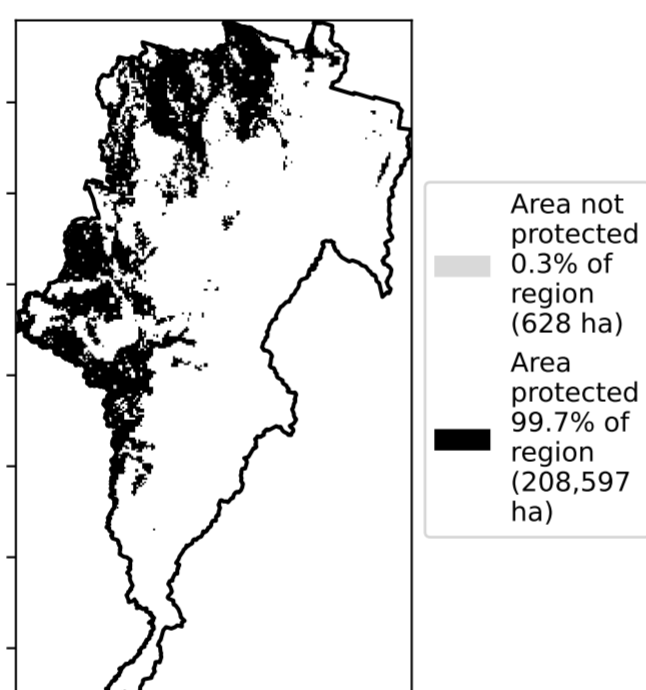 Area not
protected
0.3% of
region
(628 ha)
Area
protected
99.7% of
region
(208,597
ha)